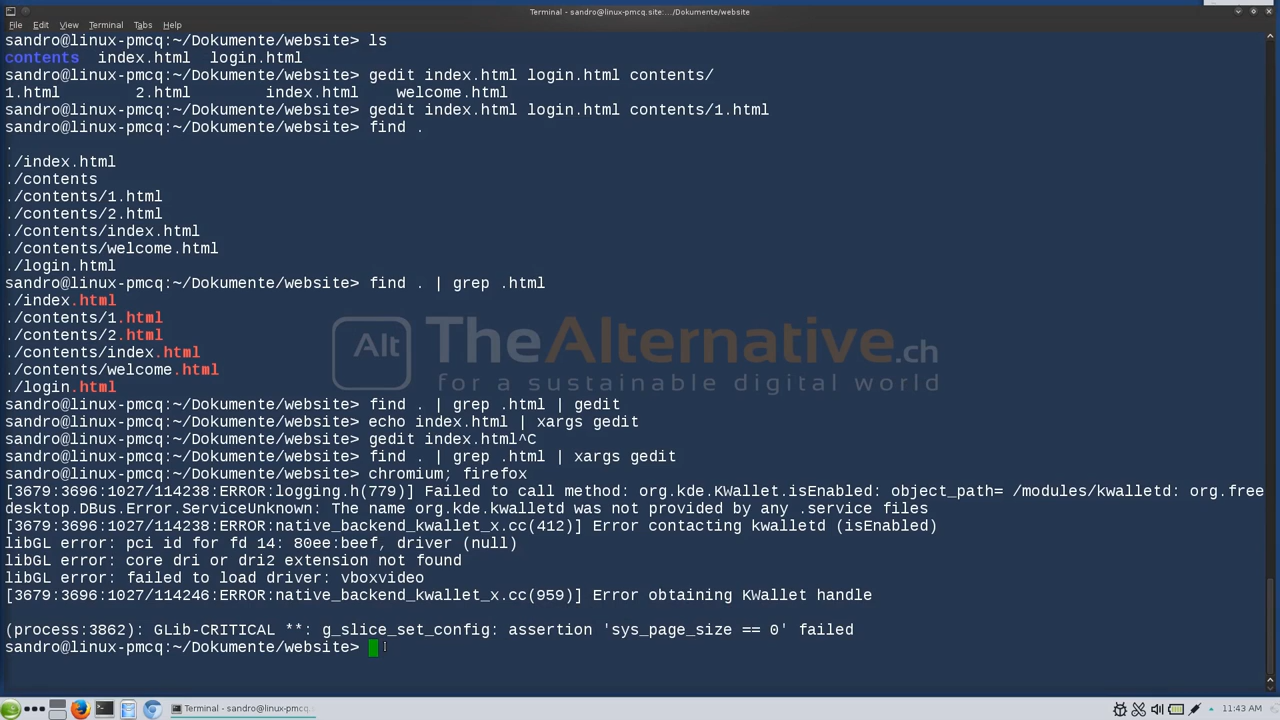 Terminal - sandro@linux-pmcq.site:.../Dokumente/website
File Edit View Terminal Tabs Help
sandro@linux-pmcq:~/Dokumente/website> ls
contents  index.html  login.html
sandro@linux-pmcq:~/Dokumente/website> gedit index.html login.html contents/
1.html        2.html        index.html    welcome.html
sandro@linux-pmcq:~/Dokumente/website> gedit index.html login.html contents/1.html
sandro@linux-pmcq:~/Dokumente/website> find .
.
./index.html
./contents
./contents/1.html
./contents/2.html
./contents/index.html
./contents/welcome.html
./login.html
sandro@linux-pmcq:~/Dokumente/website> find . | grep .html
./index.html
./contents/1.html
./contents/2.html
./contents/index.html
./contents/welcome.html
./login.html
Alt TheAlternative.ch
for a sustainable digital world
sandro@linux-pmcq:~/Dokumente/website> find . | grep .html | gedit
sandro@linux-pmcq:~/Dokumente/website> echo index.html | xargs gedit
sandro@linux-pmcq:~/Dokumente/website> gedit index.html^C
sandro@linux-pmcq:~/Dokumente/website> find . | grep .html | xargs gedit
sandro@linux-pmcq:~/Dokumente/website> chromium; firefox
[3679:3696:1027/114238:ERROR:logging.h(779)] Failed to call method: org.kde.KWallet.isEnabled: object_path= /modules/kwalletd: org.free
desktop.DBus.Error.ServiceUnknown: The name org.kde.kwalletd was not provided by any .service files
[3679:3696:1027/114238:ERROR:native_backend_kwallet_x.cc(412)] Error contacting kwalletd (isEnabled)
libGL error: pci id for fd 14: 80ee:beef, driver (null)
libGL error: core dri or dri2 extension not found
libGL error: failed to load driver: vboxvideo
[3679:3696:1027/114246:ERROR:native_backend_kwallet_x.cc(959)] Error obtaining KWallet handle
(process:3862): GLib-CRITICAL **: g_slice_set_config: assertion 'sys_page_size == 0' failed
sandro@linux-pmcq:~/Dokumente/website>
Terminal - sandro@linux-pmcq.
11:43 AM